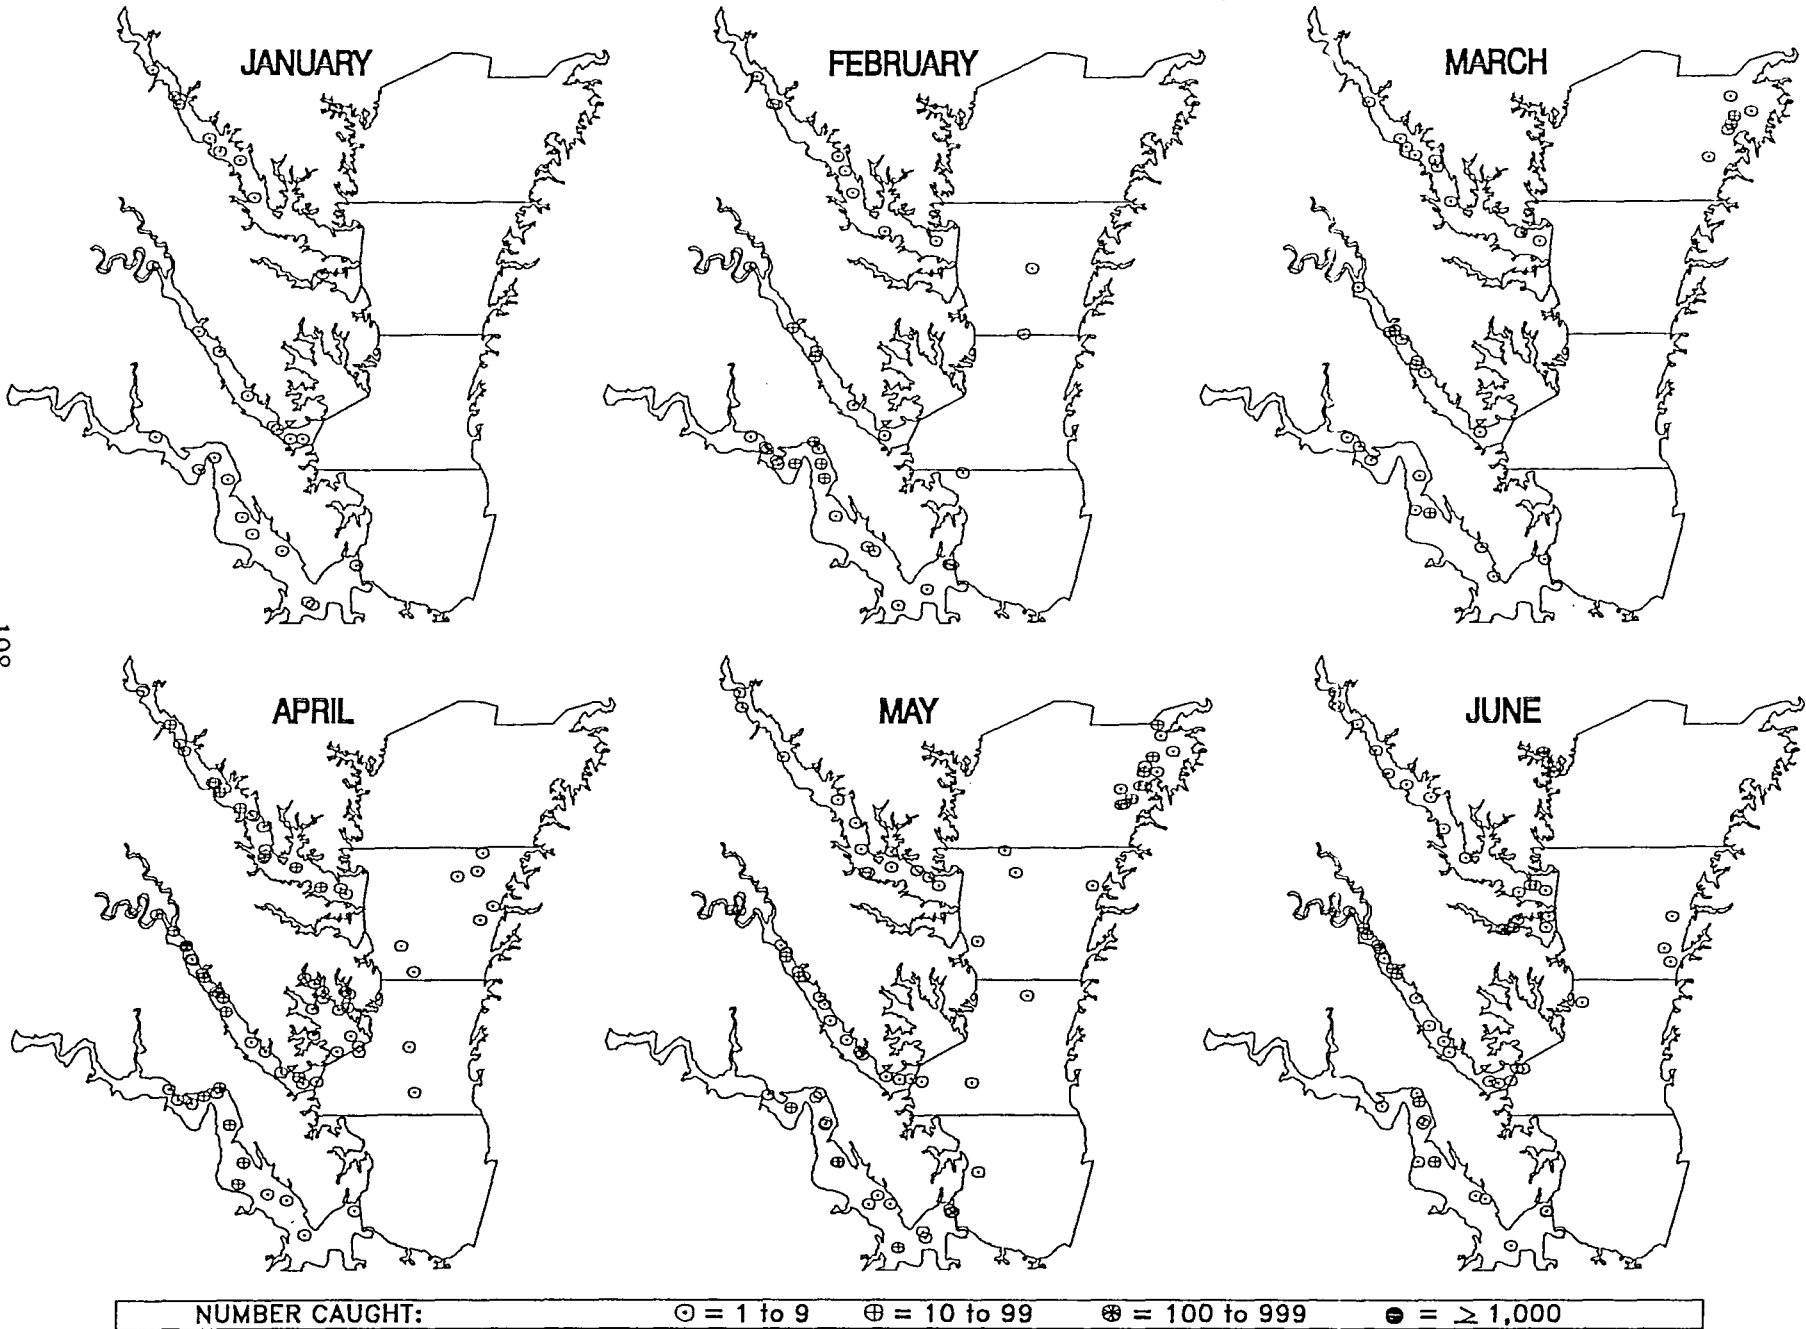 JANUARY
FEBRUARY
MARCH
APRIL
MAY
JUNE
NUMBER CAUGHT: ⊙ = 1 to 9 ⊕ = 10 to 99 ⊛ = 100 to 999 ● = ≥ 1,000